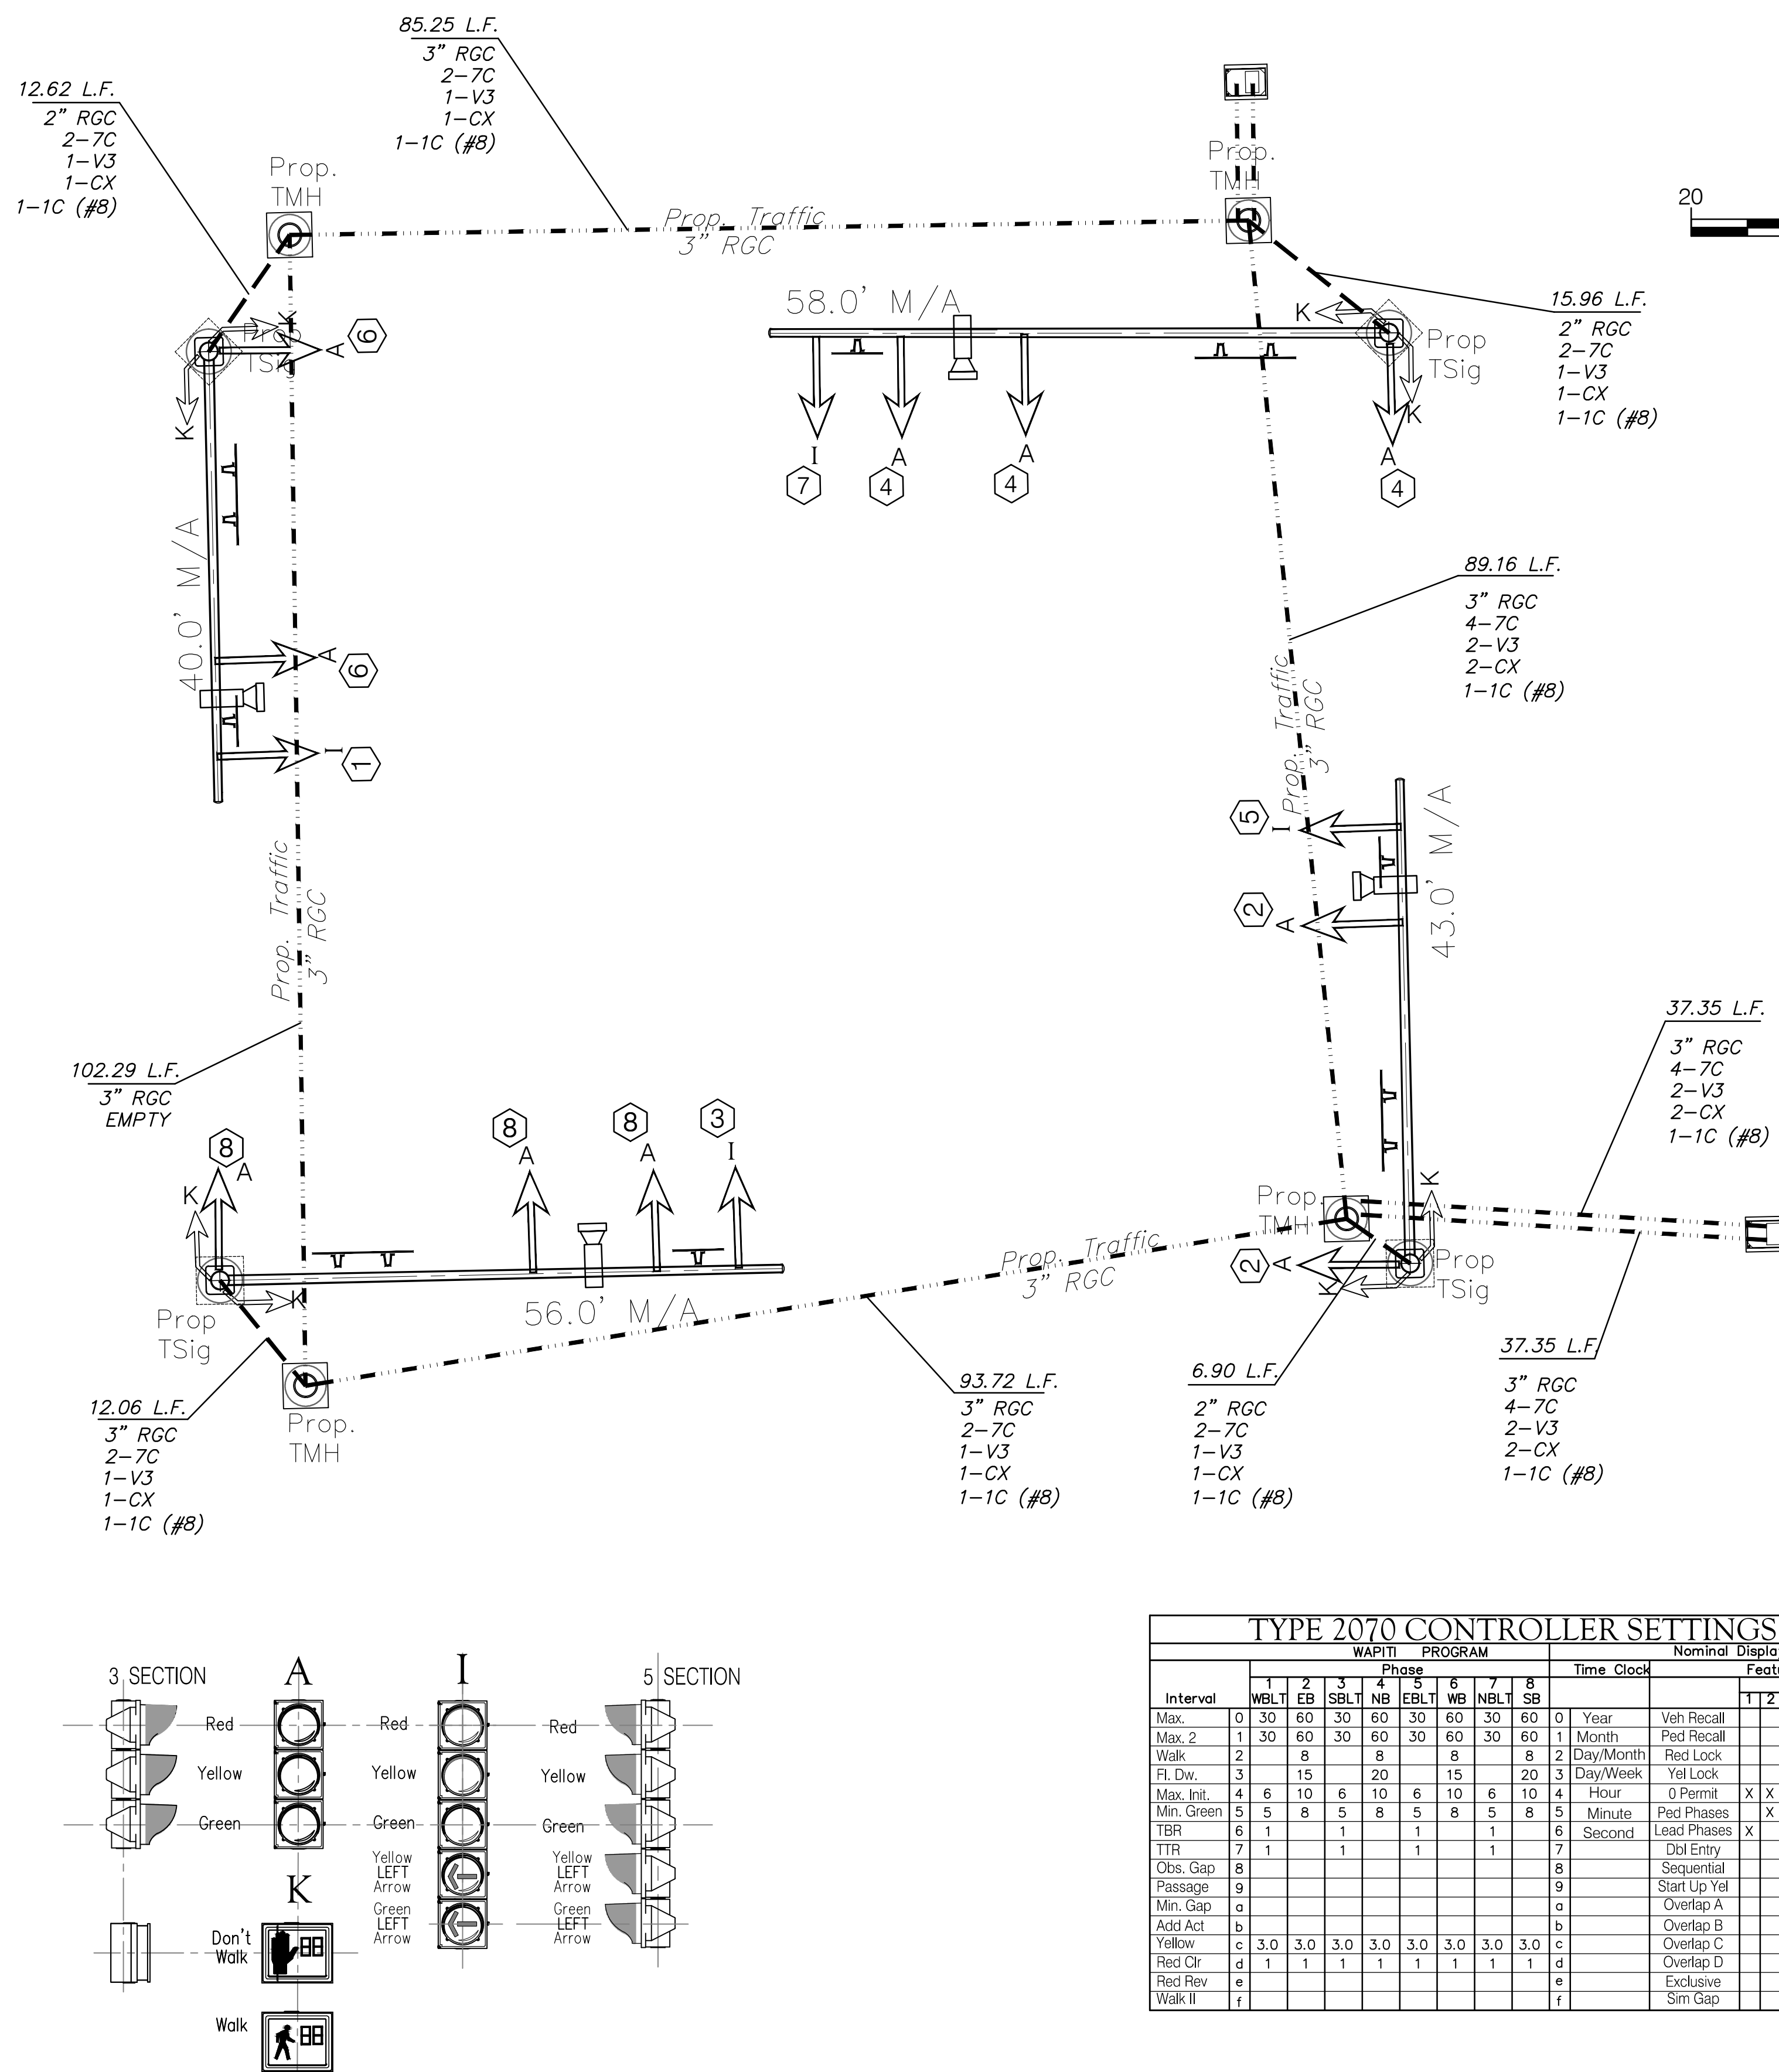 85.25 L.F.
3" RGC
2-7C
1-V3
1-CX
1-1C (#8)
12.62 L.F.
2" RGC
2-7C
1-V3
1-CX
1-1C (#8)
Prop.
TMH
Prop.
TMH
20
Prop. Traffic
3" RGC
58.0' M/A
15.96 L.F.
2" RGC
2-7C
1-V3
1-CX
1-1C (#8)
K
Prop
TSig
K
A
6
K
Prop
TSig
K
I
7
A
4
A
4
A
4
40.0' M/A
A
6
I
1
89.16 L.F.
3" RGC
4-7C
2-V3
2-CX
1-1C (#8)
Prop. Traffic
3" RGC
5
I
2
A
43.0' M/A
Prop. Traffic
3" RGC
37.35 L.F.
3" RGC
4-7C
2-V3
2-CX
1-1C (#8)
102.29 L.F.
3" RGC
EMPTY
8
A
K
8
A
8
A
3
I
K
Prop
TSig
56.0' M/A
Prop.
TMH
Prop. Traffic
3" RGC
Prop.
TMH
K
2
A
K
Prop
TSig
12.06 L.F.
3" RGC
2-7C
1-V3
1-CX
1-1C (#8)
93.72 L.F.
3" RGC
2-7C
1-V3
1-CX
1-1C (#8)
6.90 L.F.
2" RGC
2-7C
1-V3
1-CX
1-1C (#8)
37.35 L.F.
3" RGC
4-7C
2-V3
2-CX
1-1C (#8)
3 SECTION A I 5 SECTION
Red Red Red
Yellow Yellow Yellow
Green Green Green
Yellow LEFT Arrow Yellow LEFT Arrow
Green LEFT Arrow Green LEFT Arrow
K
Don't
Walk
Walk
TYPE 2070 CONTROLLER SETTINGS
WAPITI PROGRAM Nominal Displa
Phase Time Clock Featu
Interval 1 2 3 4 5 6 7 8
WBLT EB SBLT NB EBLT WB NBLT SB 1 2
Max. 0 30 60 30 60 30 60 30 60 0 Year Veh Recall
Max. 2 1 30 60 30 60 30 60 30 60 1 Month Ped Recall
Walk 2 8 8 8 8 2 Day/Month Red Lock
Fl. Dw. 3 15 20 15 20 3 Day/Week Yel Lock
Max. Init. 4 6 10 6 10 6 10 6 10 4 Hour 0 Permit X X
Min. Green 5 5 8 5 8 5 8 5 8 5 Minute Ped Phases X
TBR 6 1 1 1 1 6 Second Lead Phases X
TTR 7 1 1 1 1 7 Dbl Entry
Obs. Gap 8 8 Sequential
Passage 9 9 Start Up Yel
Min. Gap a a Overlap A
Add Act b b Overlap B
Yellow c 3.0 3.0 3.0 3.0 3.0 3.0 3.0 3.0 c Overlap C
Red Clr d 1 1 1 1 1 1 1 1 d Overlap D
Red Rev e e Exclusive
Walk II f f Sim Gap